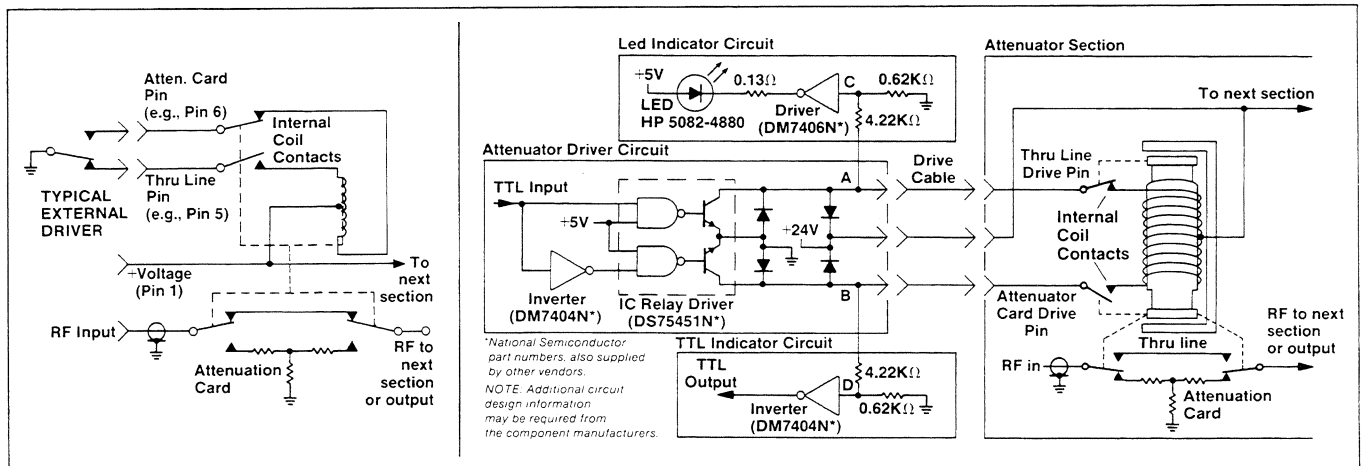 Atten. Card
Pin
(e.g., Pin 6)
Internal
Coil
Contacts
TYPICAL
EXTERNAL
DRIVER
Thru Line
Pin
(e.g., Pin 5)
+Voltage
(Pin 1)
To
next
section
RF Input
Attenuation
Card
RF to
next
section
or output
Led Indicator Circuit
+5V
LED
HP 5082-4880
0.13Ω
C
Driver
(DM7406N*)
0.62KΩ
4.22KΩ
Attenuator Driver Circuit
TTL Input
+5V
Inverter
(DM7404N*)
IC Relay Driver
(DS75451N*)
+24V
A
B
Drive
Cable
*National Semiconductor
part numbers, also supplied
by other vendors.
NOTE. Additional circuit
design information
may be required from
the component manufacturers.
TTL Indicator Circuit
TTL
Output
D
4.22KΩ
0.62KΩ
Inverter
(DM7404N*)
Attenuator Section
To next section
Thru Line
Drive Pin
Internal
Coil
Contacts
Attenuator
Card Drive
Pin
Thru line
RF in
RF to next
section
or output
Attenuation
Card